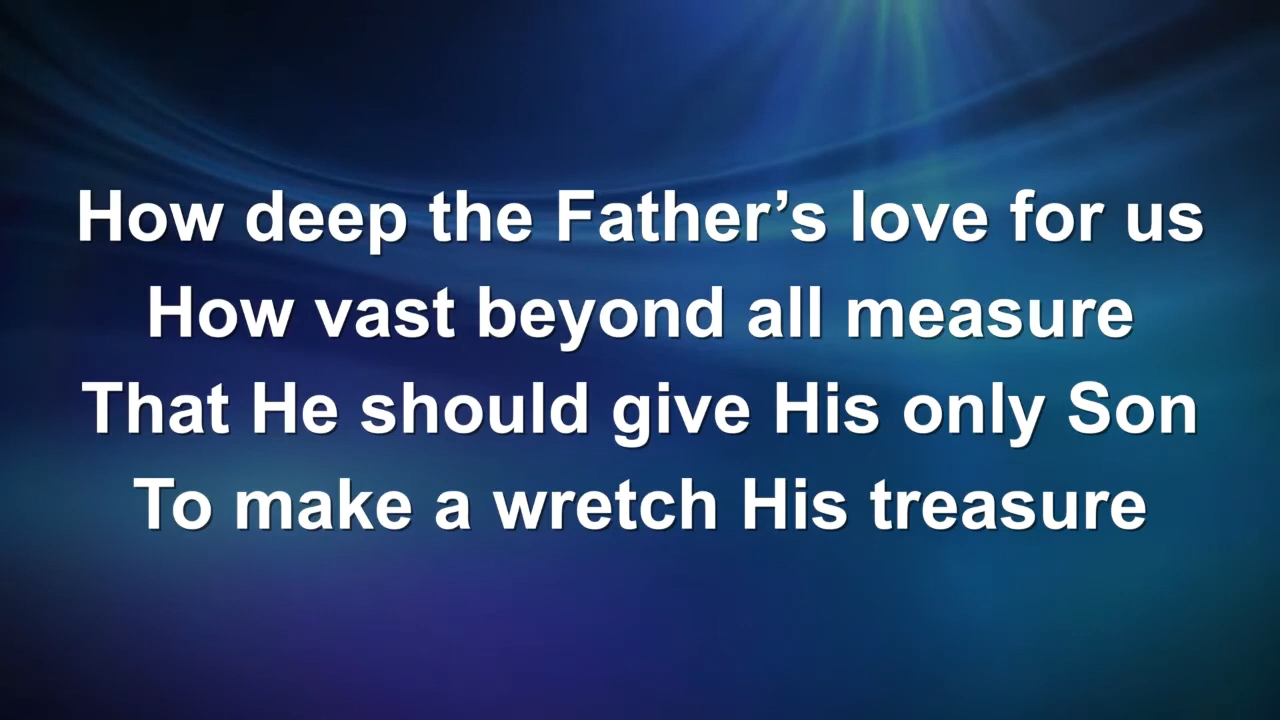 How deep the Father’s love for us
How vast beyond all measure
That He should give His only Son
To make a wretch His treasure